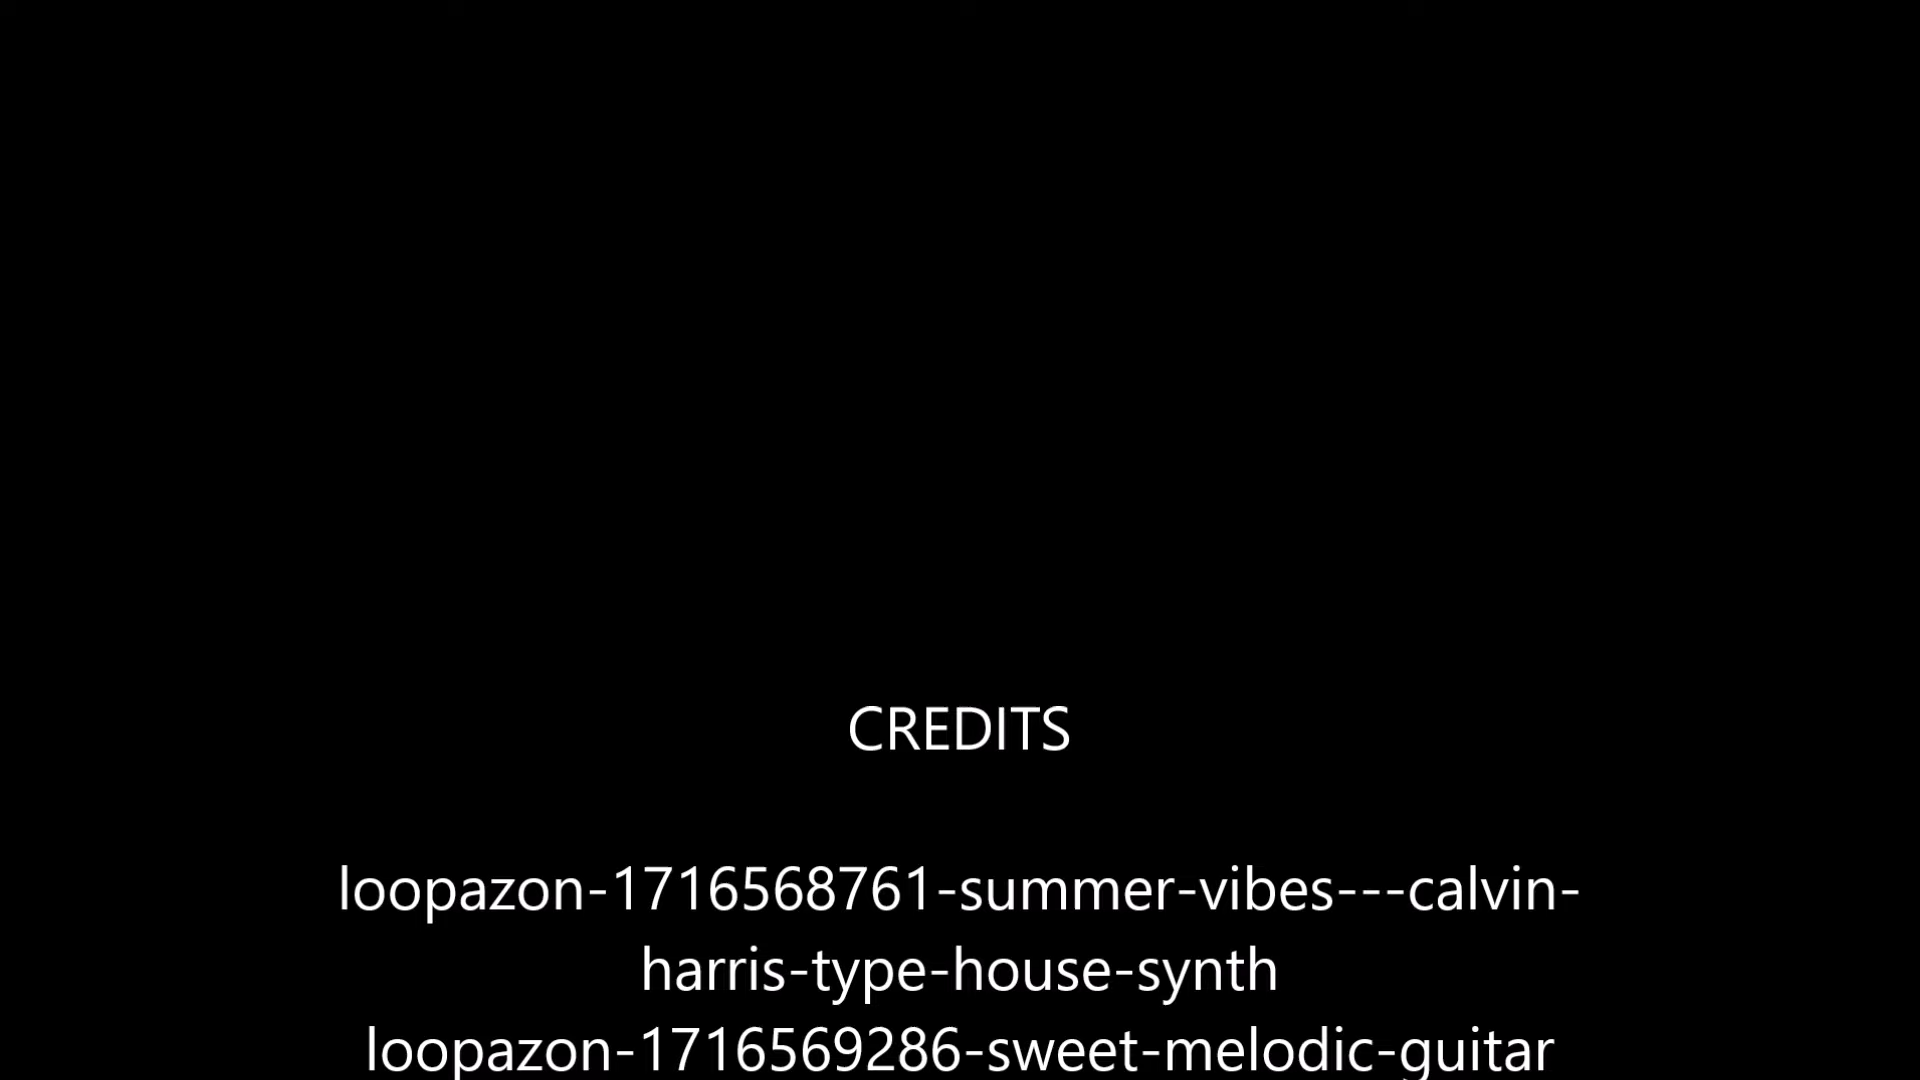 CREDITS
loopazon-1716568761-summer-vibes---calvin-
harris-type-house-synth
loopazon-1716569286-sweet-melodic-guitar